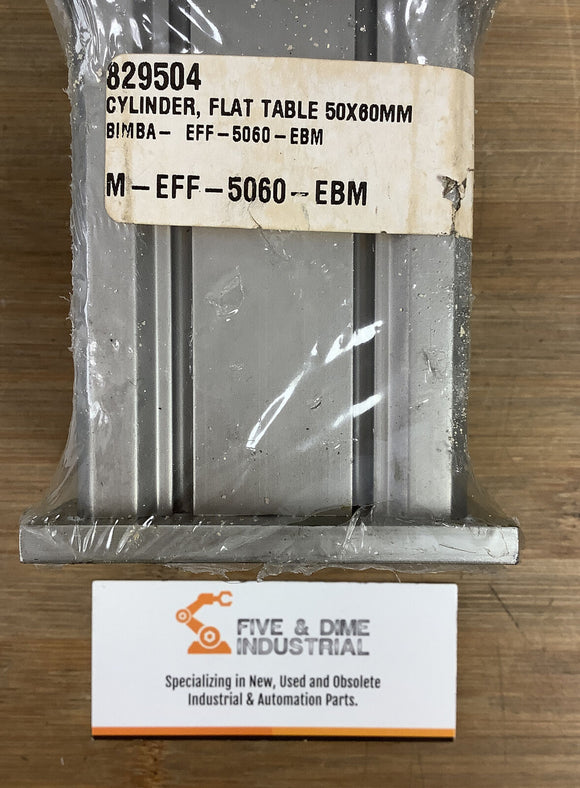 829504
CYLINDER, FLAT TABLE 50X60MM
BIMBA- EFF-5060-EBM
M-EFF-5060-EBM
FIVE & DIME
INDUSTRIAL
Specializing in New, Used and Obsolete
Industrial & Automation Parts.